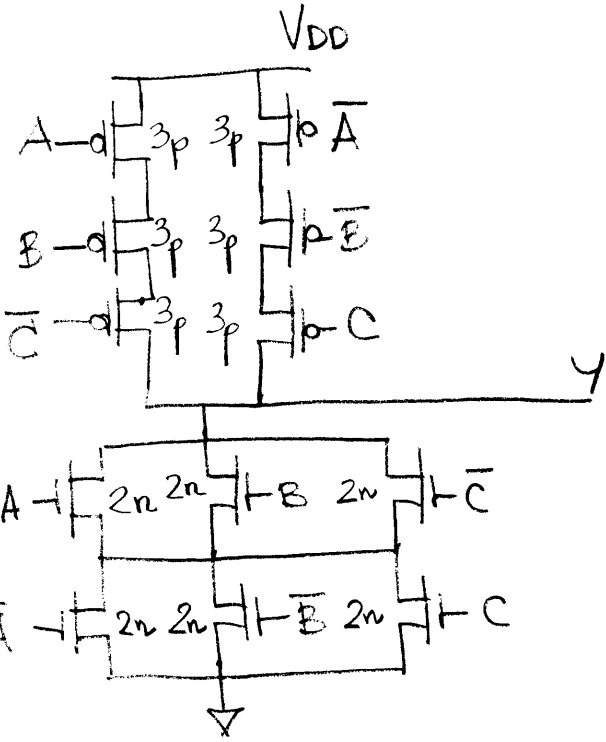 VDD
A 3p 3p A̅
B 3p 3p B̅
C̅ 3p 3p C
Y
A 2n 2n B 2n C̅
A̅ 2n 2n B̅ 2n C